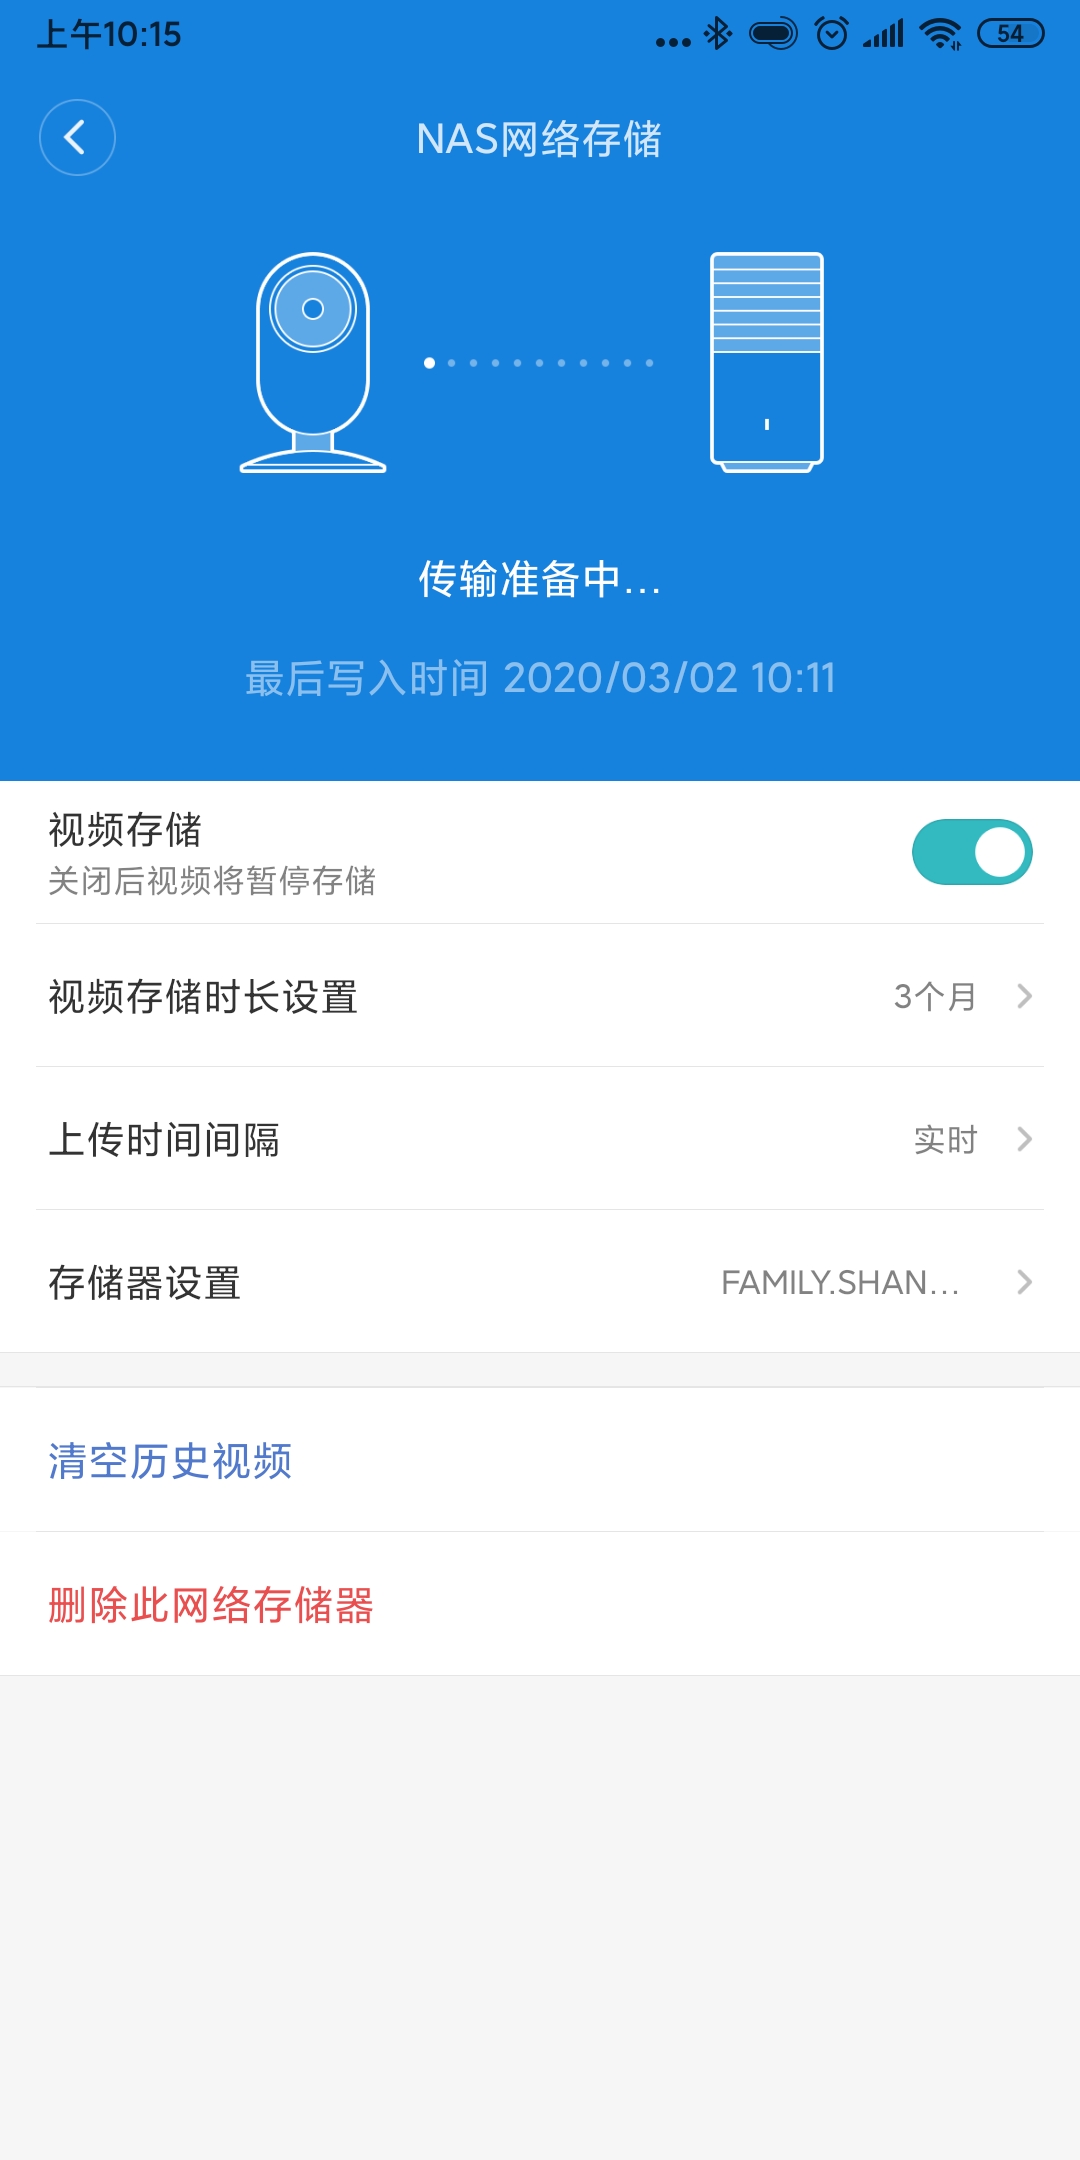 上午10:15
54
NAS网络存储
传输准备中...
最后写入时间 2020/03/02 10:11
视频存储
关闭后视频将暂停存储
视频存储时长设置
3个月
上传时间间隔
实时
存储器设置
FAMILY.SHAN...
清空历史视频
删除此网络存储器